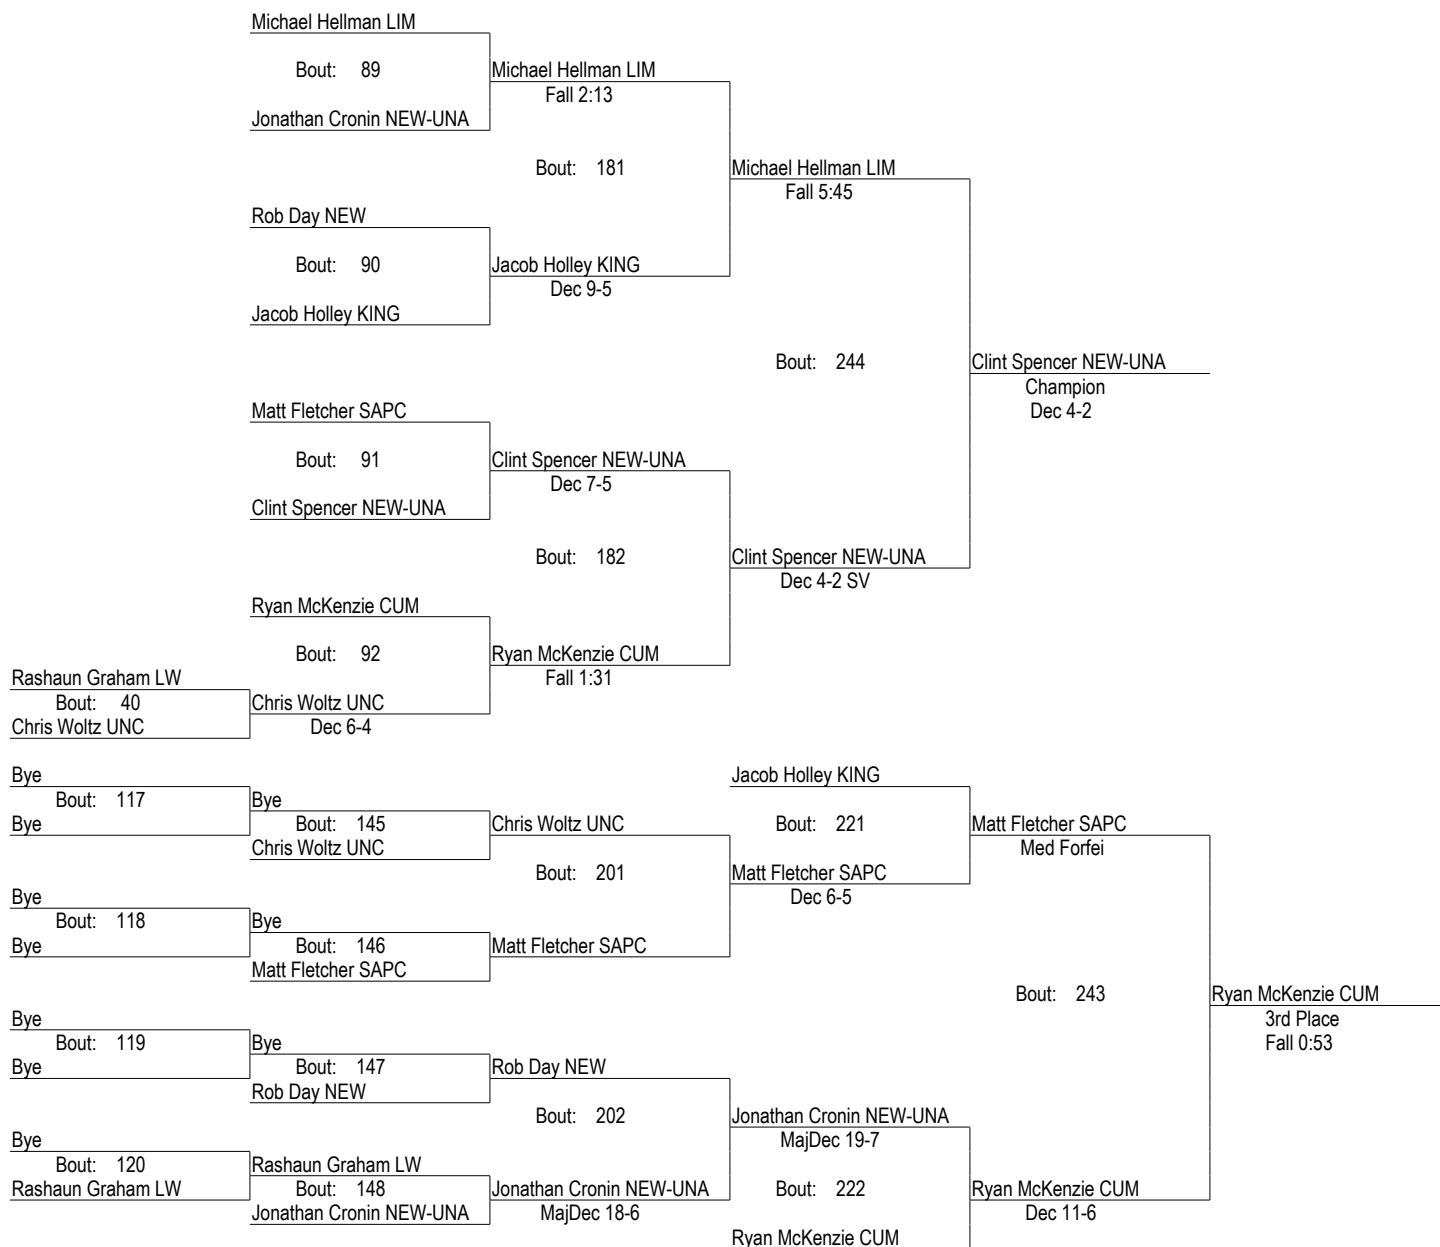 Michael Hellman LIM
Bout: 89
Michael Hellman LIM
Fall 2:13
Jonathan Cronin NEW-UNA
Bout: 181
Michael Hellman LIM
Fall 5:45
Rob Day NEW
Bout: 90
Jacob Holley KING
Dec 9-5
Jacob Holley KING
Bout: 244
Clint Spencer NEW-UNA
Champion
Dec 4-2
Matt Fletcher SAPC
Bout: 91
Clint Spencer NEW-UNA
Dec 7-5
Clint Spencer NEW-UNA
Bout: 182
Clint Spencer NEW-UNA
Dec 4-2 SV
Ryan McKenzie CUM
Bout: 92
Ryan McKenzie CUM
Fall 1:31
Rashaun Graham LW
Bout: 40
Chris Woltz UNC
Chris Woltz UNC
Dec 6-4
Bye
Bout: 117
Bye
Bye
Bout: 145
Chris Woltz UNC
Chris Woltz UNC
Jacob Holley KING
Bout: 221
Matt Fletcher SAPC
Med Forfei
Bout: 201
Matt Fletcher SAPC
Dec 6-5
Bye
Bout: 118
Bye
Bye
Bout: 146
Matt Fletcher SAPC
Matt Fletcher SAPC
Bout: 243
Ryan McKenzie CUM
3rd Place
Fall 0:53
Bye
Bout: 119
Bye
Bye
Bout: 147
Rob Day NEW
Rob Day NEW
Bout: 202
Jonathan Cronin NEW-UNA
MajDec 19-7
Bye
Bout: 120
Rashaun Graham LW
Rashaun Graham LW
Bout: 148
Jonathan Cronin NEW-UNA
Jonathan Cronin NEW-UNA
MajDec 18-6
Bout: 222
Ryan McKenzie CUM
Dec 11-6
Ryan McKenzie CUM